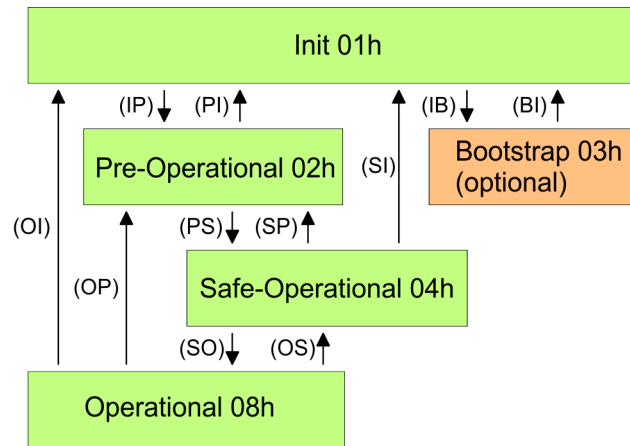 Init 01h
(IP)
(PI)
(IB)
(BI)
Pre-Operational 02h
Bootstrap 03h
(optional)
(SI)
(OI)
(PS)
(SP)
(OP)
Safe-Operational 04h
(SO)
(OS)
Operational 08h